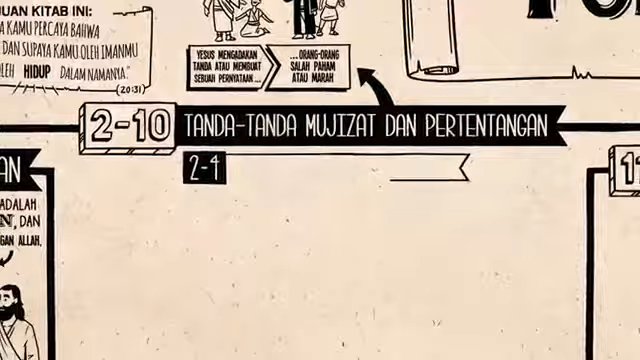 UAN KITAB INI:
KAMU PERCAYA BAHWA
DAN SUPAYA KAMU OLEH IMANMU
HIDUP DALAM NAMANYA."
(20:31)
YESUS MENGADAKAN
TANDA ATAU MEMBUAT
SEBUAH PERNYATAAN...
...ORANG-ORANG
SALAH PAHAM
ATAU MARAH
2-10 TANDA-TANDA MUJIZAT DAN PERTENTANGAN
2-4
AN
ADALAH
N, DAN
GAN ALLAH.
11